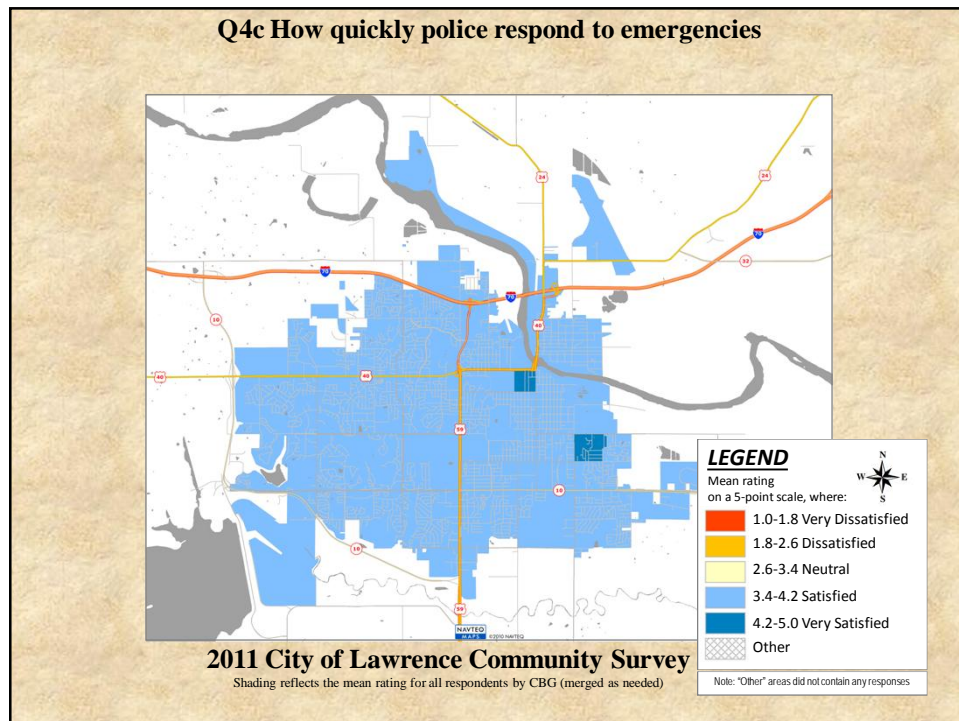 Q4c How quickly police respond to emergencies
24
24
70
32
70
70
10
40
40
40
59
10
10
59
NAVTEQ
MAPS
©2010 NAVTEQ
LEGEND
Mean rating
on a 5-point scale, where:
N
W
E
S
1.0-1.8 Very Dissatisfied
1.8-2.6 Dissatisfied
2.6-3.4 Neutral
3.4-4.2 Satisfied
4.2-5.0 Very Satisfied
Other
Note: "Other" areas did not contain any responses
2011 City of Lawrence Community Survey
Shading reflects the mean rating for all respondents by CBG (merged as needed)